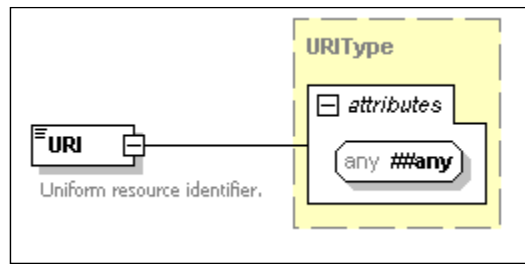 URIType
attributes
any ##any
URI
Uniform resource identifier.